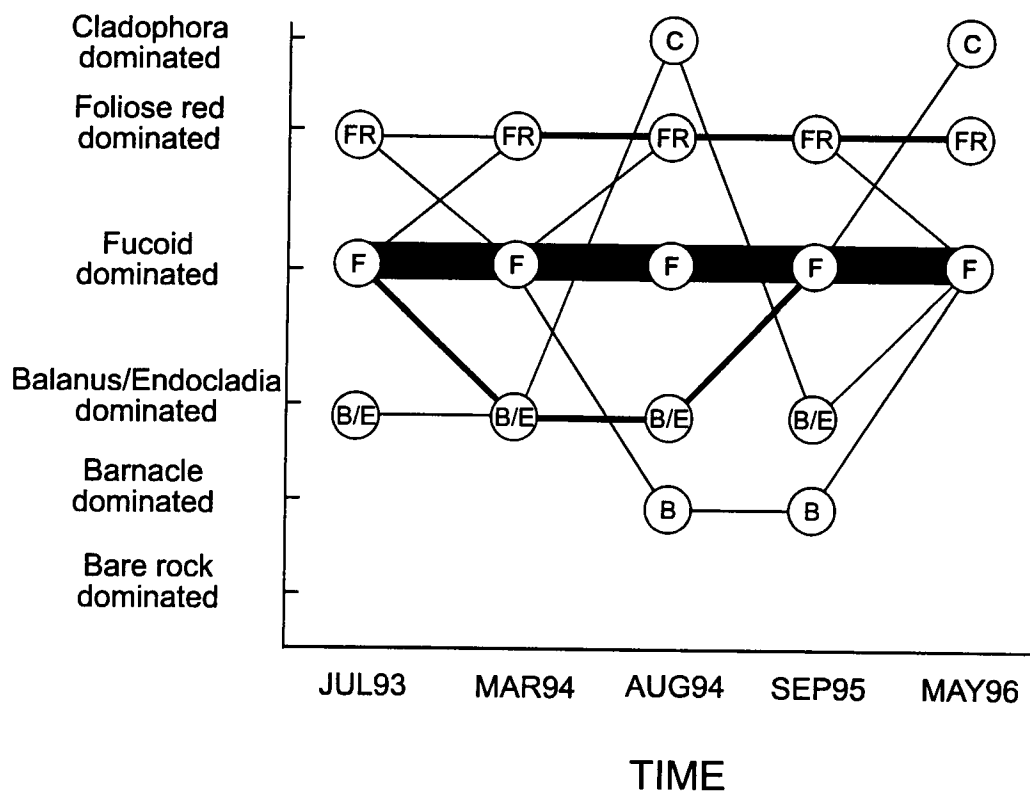 Cladophora
dominated
C
C
Foliose red
dominated
FR
FR
FR
FR
FR
Fucoid
dominated
F
F
F
F
F
Balanus/Endocladia
dominated
B/E
B/E
B/E
B/E
Barnacle
dominated
B
B
Bare rock
dominated
JUL93 MAR94 AUG94 SEP95 MAY96
TIME